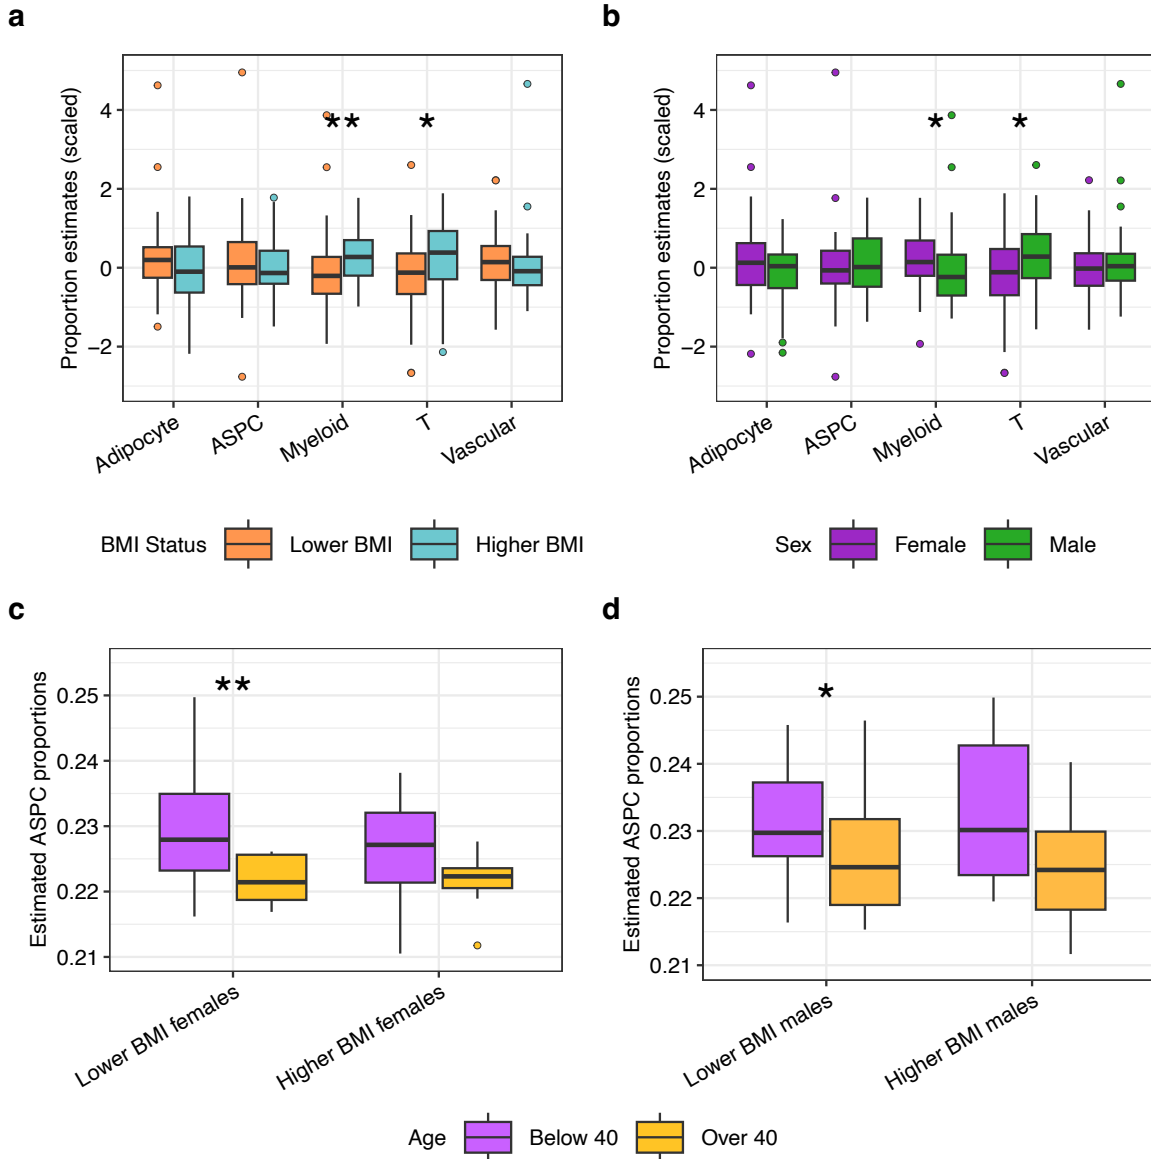 a
Proportion estimates (scaled)
4
2
0
−2
** *
Adipocyte
ASPC
Myeloid
T
Vascular
BMI Status Lower BMI Higher BMI
b
Proportion estimates (scaled)
4
2
0
−2
* *
Adipocyte
ASPC
Myeloid
T
Vascular
Sex Female Male
c
Estimated ASPC proportions
0.25
0.24
0.23
0.22
0.21
**
Lower BMI females
Higher BMI females
d
Estimated ASPC proportions
0.25
0.24
0.23
0.22
0.21
*
Lower BMI males
Higher BMI males
Age Below 40 Over 40